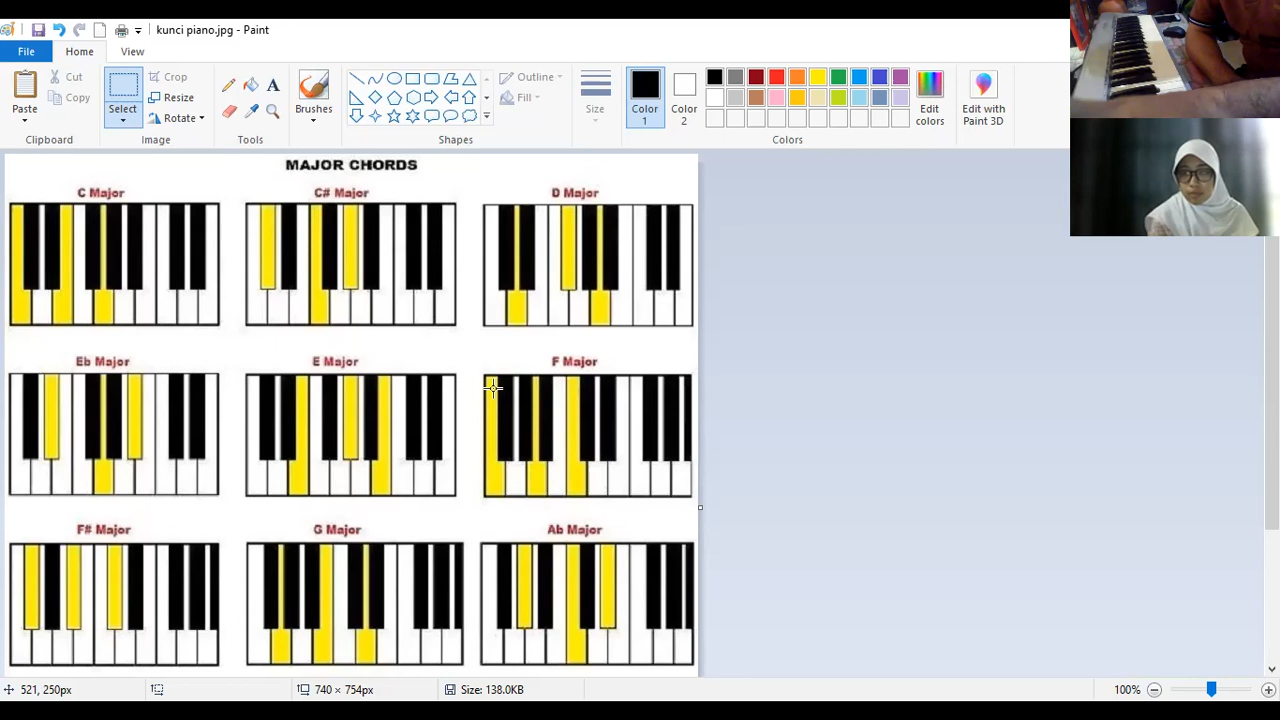 kunci piano.jpg - Paint
File Home View
Paste
Cut
Copy
Clipboard
Select
Crop
Resize
Rotate
Image
A
Tools
Brushes
Outline
Fill
Shapes
Size
Color 1
Color 2
Edit colors
Colors
Edit with Paint 3D
MAJOR CHORDS
C Major C# Major D Major
Eb Major E Major F Major
F# Major G Major Ab Major
521, 250px
740 × 754px
Size: 138.0KB
100%